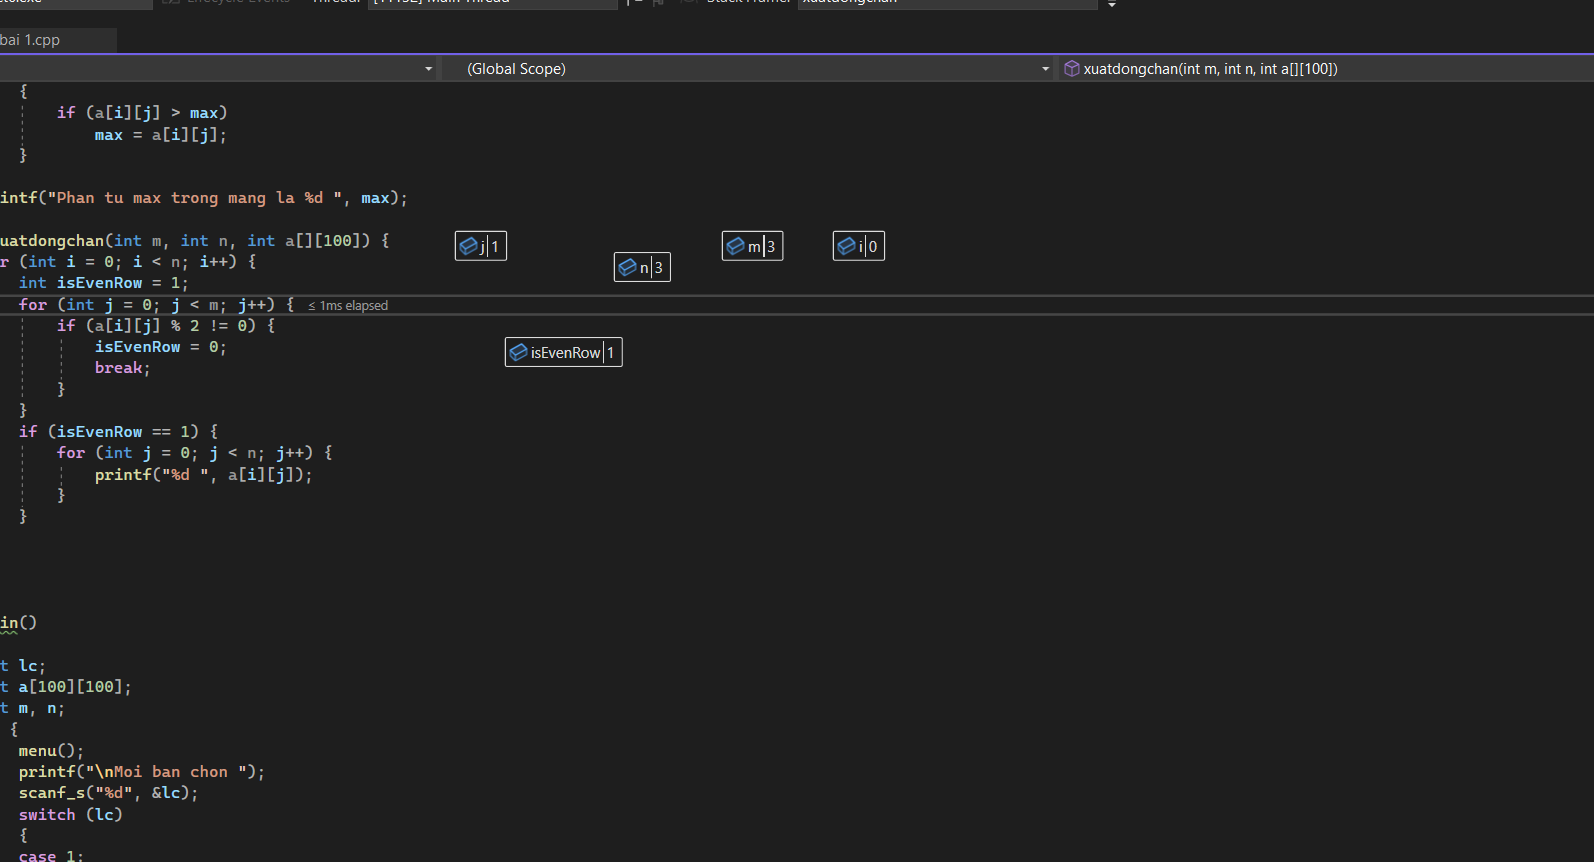 bai 1.cpp
(Global Scope)
xuatdongchan(int m, int n, int a[][100])
{
if (a[i][j] > max)
max = a[i][j];
}
intf("Phan tu max trong mang la %d ", max);
uatdongchan(int m, int n, int a[][100]) {
j 1
m 3
i 0
r (int i = 0; i < n; i++) {
n 3
int isEvenRow = 1;
for (int j = 0; j < m; j++) { ≤ 1ms elapsed
if (a[i][j] % 2 != 0) {
isEvenRow = 0;
isEvenRow 1
break;
}
}
if (isEvenRow == 1) {
for (int j = 0; j < n; j++) {
printf("%d ", a[i][j]);
}
}
in()
t lc;
t a[100][100];
t m, n;
{
menu();
printf("\nMoi ban chon ");
scanf_s("%d", &lc);
switch (lc)
{
case 1: